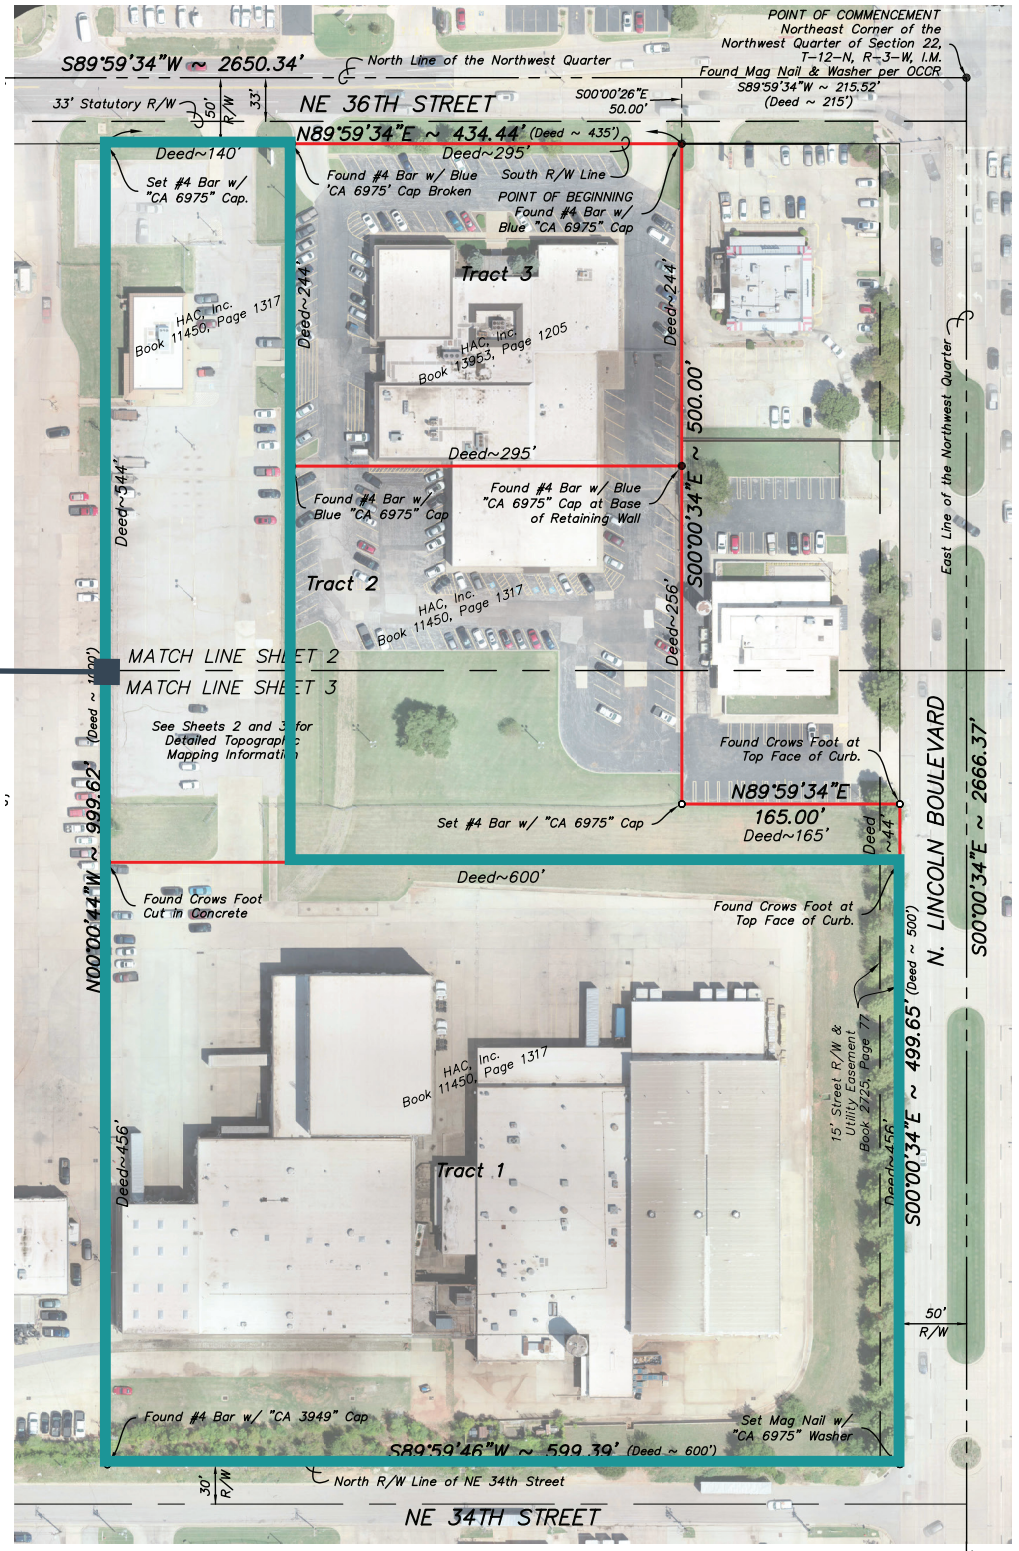 POINT OF COMMENCEMENT
Northeast Corner of the
Northwest Quarter of Section 22,
T-12-N, R-3-W, I.M.
Found Mag Nail & Washer per OCCR
S89°59'34"W ~ 2650.34'
North Line of the Northwest Quarter
S89°59'34"W ~ 215.52'
(Deed ~ 215')
33' Statutory R/W
50'
R/W
33'
NE 36TH STREET
S00°00'26"E
50.00'
N89°59'34"E ~ 434.44' (Deed ~ 435')
Deed~140'
Deed~295'
Set #4 Bar w/
"CA 6975" Cap.
Found #4 Bar w/ Blue
'CA 6975' Cap Broken
South R/W Line
POINT OF BEGINNING
Found #4 Bar w/
Blue "CA 6975" Cap
Tract 3
Deed~244'
Deed~244'
HAC, Inc.
Book 11450, Page 1317
HAC, Inc.
Book 13953, Page 1205
East Line of the Northwest Quarter
S00°00'34"E ~ 500.00'
Deed~295'
Deed~544'
Found #4 Bar w/
Blue "CA 6975" Cap
Found #4 Bar w/ Blue
"CA 6975" Cap at Base
of Retaining Wall
Tract 2
HAC, Inc.
Book 11450, Page 1317
Deed~256'
MATCH LINE SHEET 2
MATCH LINE SHEET 3
See Sheets 2 and 3 for
Detailed Topographic
Mapping Information
N00°00'44"W ~ 999.62' (Deed ~ 1000')
Found Crows Foot at
Top Face of Curb.
N89°59'34"E
165.00'
Deed~165'
Set #4 Bar w/ "CA 6975" Cap
Deed
~44'
N. LINCOLN BOULEVARD
S00°00'34"E ~ 2666.37'
Deed~600'
Found Crows Foot
Cut in Concrete
Found Crows Foot at
Top Face of Curb.
S00°00'34"E ~ 499.65' (Deed ~ 500')
15' Street R/W &
Utility Easement
Book 2725, Page 77
HAC, Inc.
Book 11450, Page 1317
Tract 1
Deed~456'
Deed~456'
50'
R/W
Found #4 Bar w/ "CA 3949" Cap
Set Mag Nail w/
"CA 6975" Washer
S89°59'46"W ~ 599.39' (Deed ~ 600')
30'
R/W
North R/W Line of NE 34th Street
NE 34TH STREET